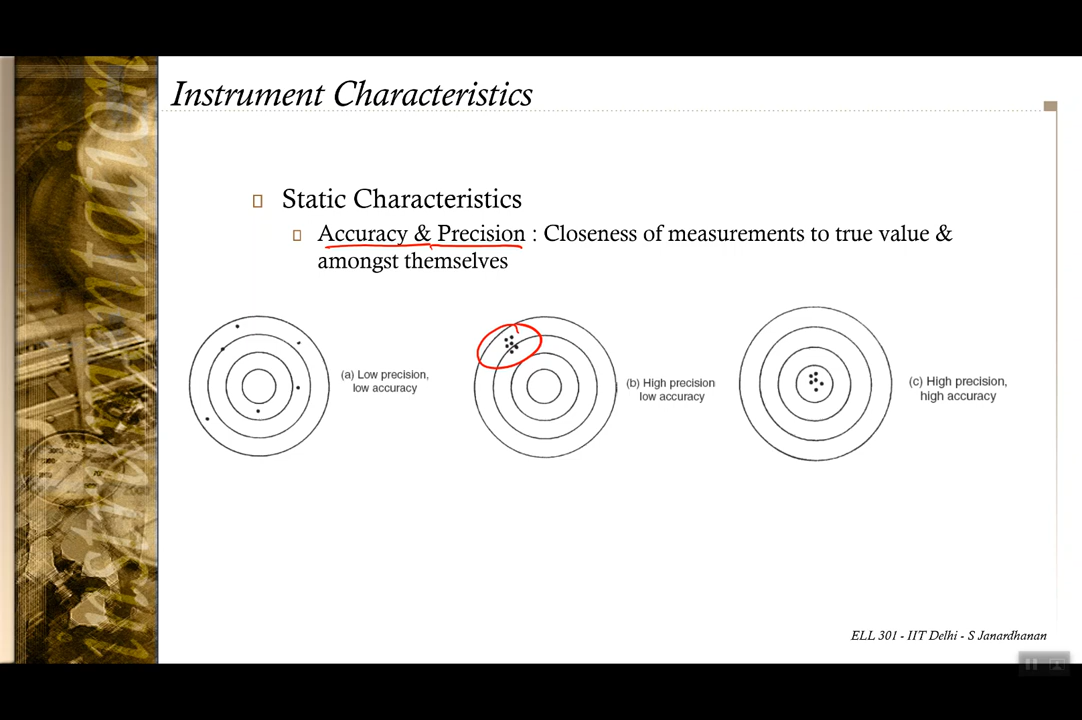 Instrument Characteristics
Static Characteristics
Accuracy & Precision : Closeness of measurements to true value &
amongst themselves
(a) Low precision,
low accuracy
(b) High precision
low accuracy
(c) High precision,
high accuracy
ELL 301 - IIT Delhi - S Janardhanan
instrumentation